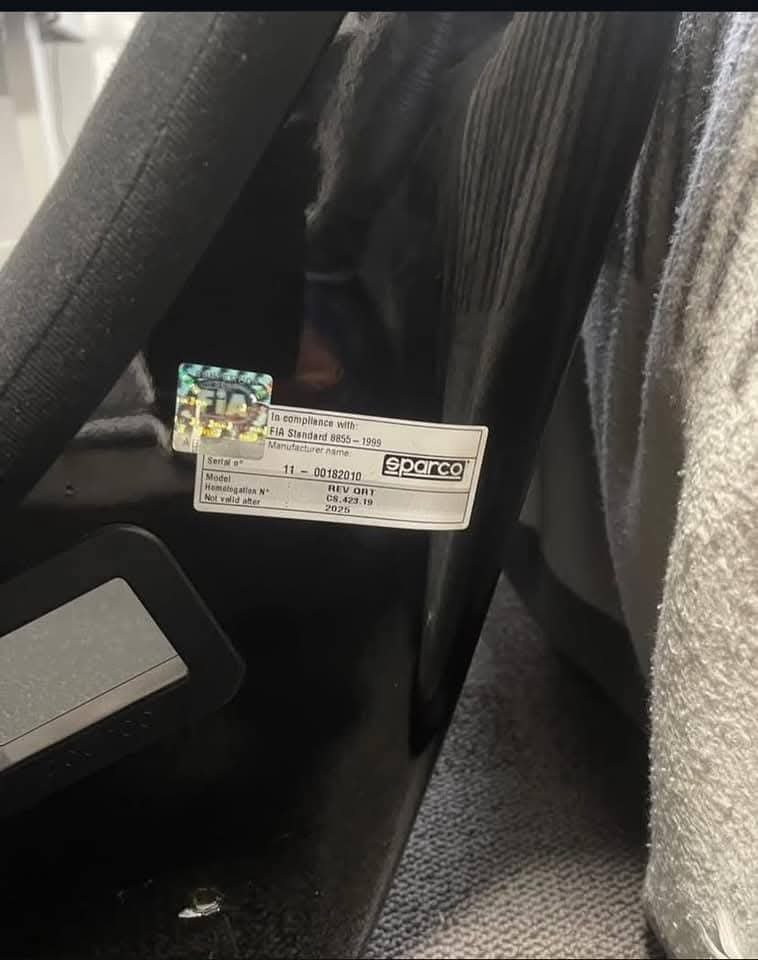 FIA
In compliance with:
FIA Standard 8855 – 1999
Manufacturer name:
sparco
Serial n° 11 – 00182010
Model REV QRT
Homologation N° CS.423.19
Not valid after 2025